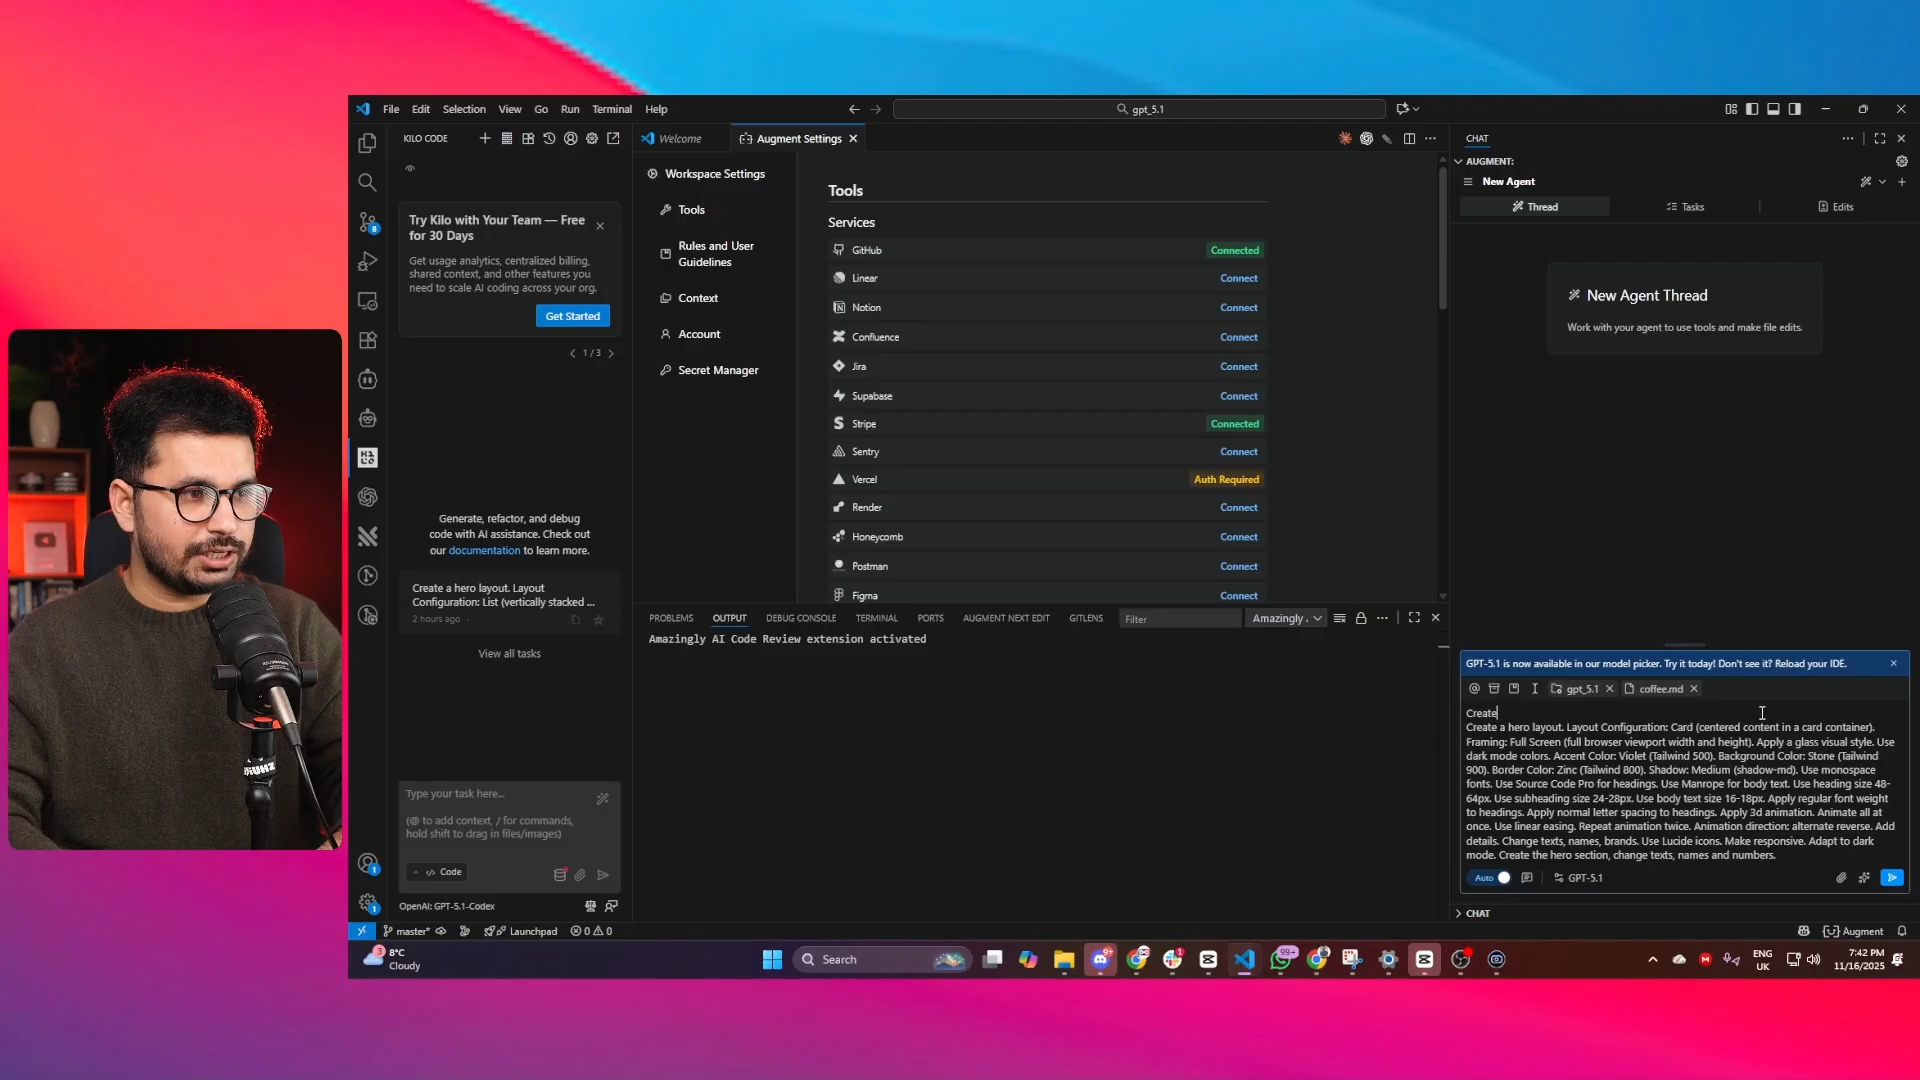 File Edit Selection View Go Run Terminal Help
gpt_5.1
KILO CODE
Try Kilo with Your Team — Free
for 30 Days
Get usage analytics, centralized billing,
shared context, and other features you
need to scale AI coding across your org.
Get Started
1 / 3
Generate, refactor, and debug
code with AI assistance. Check out
our documentation to learn more.
Create a hero layout. Layout
Configuration: List (vertically stacked ...
2 hours ago
View all tasks
Type your task here...
(@ to add context, / for commands,
hold shift to drag in files/images)
Code
OpenAI: GPT-5.1-Codex
Welcome
Augment Settings
Workspace Settings
Tools
Rules and User
Guidelines
Context
Account
Secret Manager
Tools
Services
GitHub Connected
Linear Connect
Notion Connect
Confluence Connect
Jira Connect
Supabase Connect
Stripe Connected
Sentry Connect
Vercel Auth Required
Render Connect
Honeycomb Connect
Postman Connect
Figma Connect
PROBLEMS OUTPUT DEBUG CONSOLE TERMINAL PORTS AUGMENT NEXT EDIT GITLENS Filter Amazingly .
Amazingly AI Code Review extension activated
CHAT
AUGMENT:
New Agent
Thread Tasks Edits
New Agent Thread
Work with your agent to use tools and make file edits.
GPT-5.1 is now available in our model picker. Try it today! Don't see it? Reload your IDE.
@ gpt_5.1 coffee.md
Create
Create a hero layout. Layout Configuration: Card (centered content in a card container).
Framing: Full Screen (full browser viewport width and height). Apply a glass visual style. Use
dark mode colors. Accent Color: Violet (Tailwind 500). Background Color: Stone (Tailwind
900). Border Color: Zinc (Tailwind 800). Shadow: Medium (shadow-md). Use monospace
fonts. Use Source Code Pro for headings. Use Manrope for body text. Use heading size 48-
64px. Use subheading size 24-28px. Use body text size 16-18px. Apply regular font weight
to headings. Apply normal letter spacing to headings. Apply 3d animation. Animate all at
once. Use linear easing. Repeat animation twice. Animation direction: alternate reverse. Add
details. Change texts, names, brands. Use Lucide icons. Make responsive. Adapt to dark
mode. Create the hero section, change texts, names and numbers.
Auto GPT-5.1
CHAT
master* Launchpad 0 0 Augment
8°C
Cloudy
Search
99+
ENG
UK
7:42 PM
11/16/2025